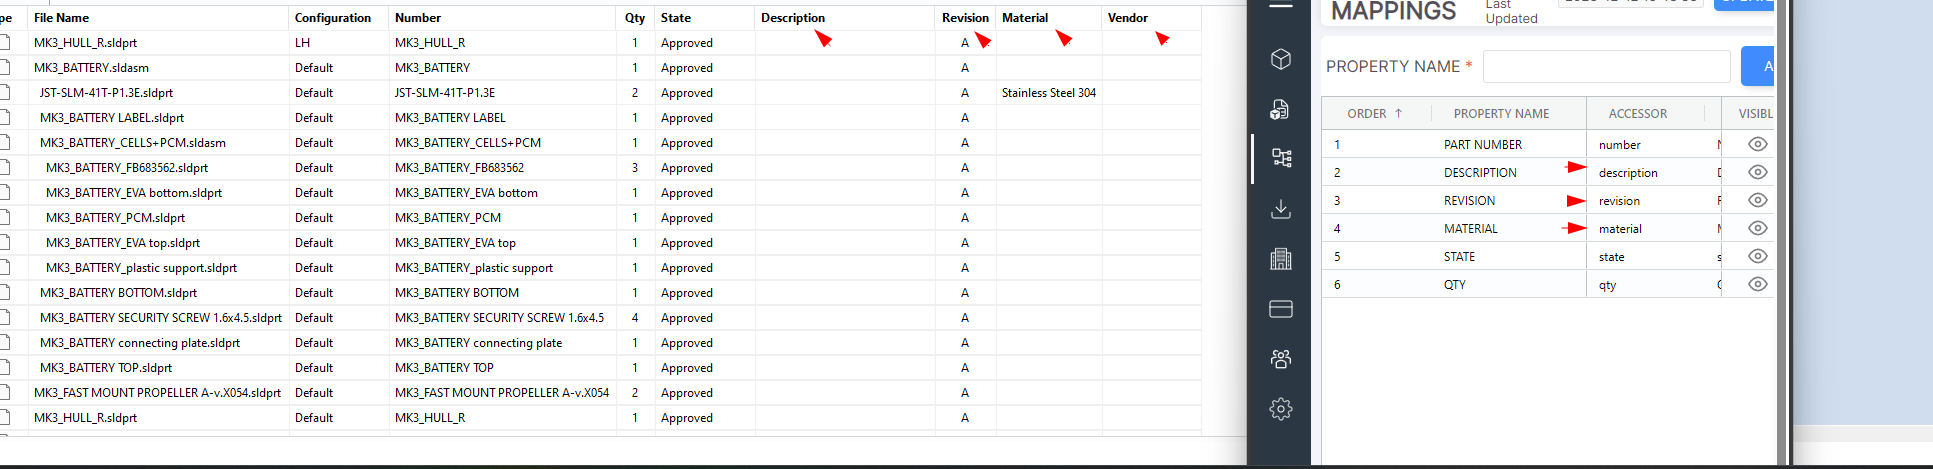 pe File Name Configuration Number Qty State Description Revision Material Vendor
MK3_HULL_R.sldprt LH MK3_HULL_R 1 Approved A
MK3_BATTERY.sldasm Default MK3_BATTERY 1 Approved A
JST-SLM-41T-P1.3E.sldprt Default JST-SLM-41T-P1.3E 2 Approved A Stainless Steel 304
MK3_BATTERY LABEL.sldprt Default MK3_BATTERY LABEL 1 Approved A
MK3_BATTERY_CELLS+PCM.sldasm Default MK3_BATTERY_CELLS+PCM 1 Approved A
MK3_BATTERY_FB683562.sldprt Default MK3_BATTERY_FB683562 3 Approved A
MK3_BATTERY_EVA bottom.sldprt Default MK3_BATTERY_EVA bottom 1 Approved A
MK3_BATTERY_PCM.sldprt Default MK3_BATTERY_PCM 1 Approved A
MK3_BATTERY_EVA top.sldprt Default MK3_BATTERY_EVA top 1 Approved A
MK3_BATTERY_plastic support.sldprt Default MK3_BATTERY_plastic support 1 Approved A
MK3_BATTERY BOTTOM.sldprt Default MK3_BATTERY BOTTOM 1 Approved A
MK3_BATTERY SECURITY SCREW 1.6x4.5.sldprt Default MK3_BATTERY SECURITY SCREW 1.6x4.5 4 Approved A
MK3_BATTERY connecting plate.sldprt Default MK3_BATTERY connecting plate 1 Approved A
MK3_BATTERY TOP.sldprt Default MK3_BATTERY TOP 1 Approved A
MK3_FAST MOUNT PROPELLER A-v.X054.sldprt Default MK3_FAST MOUNT PROPELLER A-v.X054 2 Approved A
MK3_HULL_R.sldprt Default MK3_HULL_R 1 Approved A
MAPPINGS Last
Updated
PROPERTY NAME * A
ORDER ↑ PROPERTY NAME ACCESSOR VISIBL
1 PART NUMBER number
2 DESCRIPTION description
3 REVISION revision
4 MATERIAL material
5 STATE state s
6 QTY qty